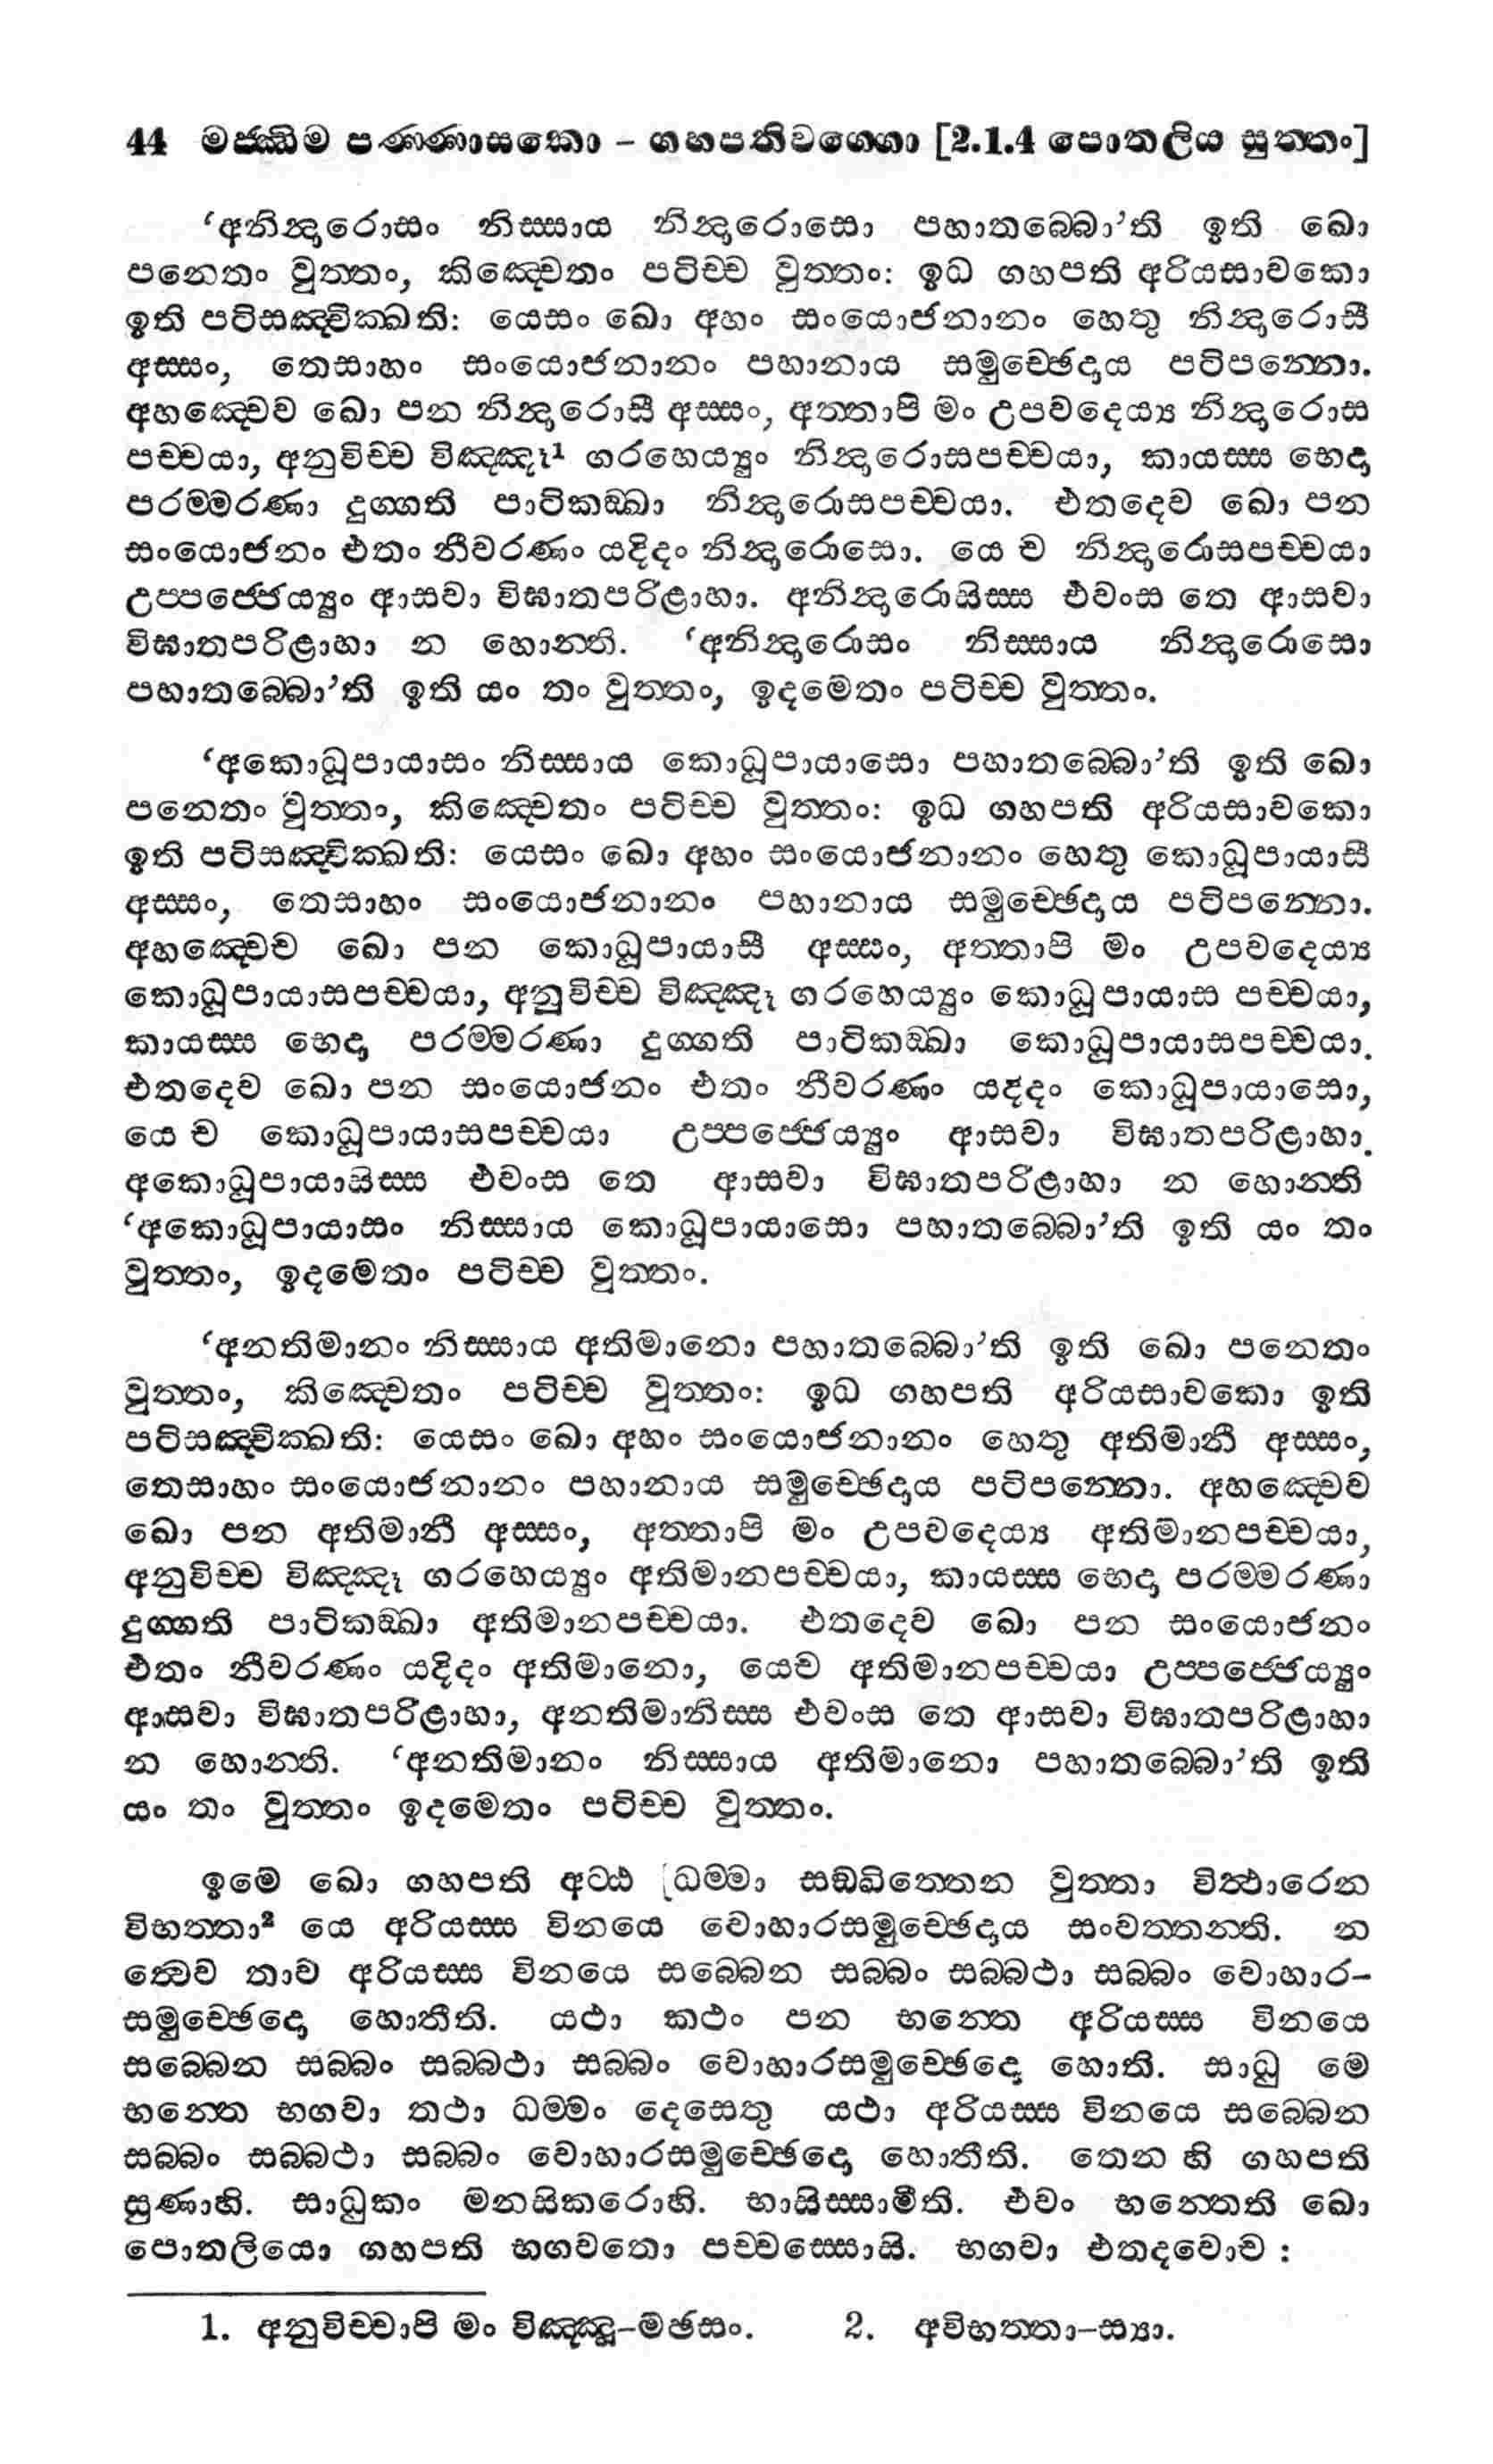 44 මජ්ඣිම පණ්ණාසකො - ගහපතිවග්ගො [2.1.4 පොතලිය සුත්තං]
‘අනින්දාරොසං නිස්සාය නින්දාරොසො පහාතබ්බො’ති ඉති ඛො
පනෙතං වුත්තං, කිඤ්චෙතං පටිච්ච වුත්තං: ඉධ ගහපති අරියසාවකො
ඉති පටිසඤ්චික්ඛති: යෙසං ඛො අහං සංයොජනානං හෙතු නින්දාරොසී
අස්සං, තෙසාහං සංයොජනානං පහානාය සමුච්ඡෙදාය පටිපන්නො.
අහඤ්චෙව ඛො පන නින්දාරොසී අස්සං, අත්තාපි මං උපවදෙය්‍ය නින්දාරොස
පච්චයා, අනුවිච්ච විඤ්ඤූ1 ගරහෙය්‍යුං නින්දාරොසපච්චයා, කායස්ස භෙදා
පරම්මරණා දුග්ගති පාටිකඞ්ඛා නින්දාරොසපච්චයා. එතදෙව ඛො පන
සංයොජනං එතං නීවරණං යදිදං නින්දාරොසො. යෙ ච නින්දාරොසපච්චයා
උප්පජ්ජෙය්‍යුං ආසවා විඝාතපරිළාහා. අනින්දාරොසිස්ස එවංස තෙ ආසවා
විඝාතපරිළාහා න හොන්ති. ‘අනින්දාරොසං නිස්සාය නින්දාරොසො
පහාතබ්බො’ති ඉති යං තං වුත්තං, ඉදමෙතං පටිච්ච වුත්තං.
‘අකොධූපායාසං නිස්සාය කොධූපායාසො පහාතබ්බො’ති ඉති ඛො
පනෙතං වුත්තං, කිඤ්චෙතං පටිච්ච වුත්තං: ඉධ ගහපති අරියසාවකො
ඉති පටිසඤ්චික්ඛති: යෙසං ඛො අහං සංයොජනානං හෙතු කොධූපායාසී
අස්සං, තෙසාහං සංයොජනානං පහානාය සමුච්ඡෙදාය පටිපන්නො.
අහඤ්චෙව ඛො පන කොධූපායාසී අස්සං, අත්තාපි මං උපවදෙය්‍ය
කොධූපායාසපච්චයා, අනුවිච්ච විඤ්ඤූ ගරහෙය්‍යුං කොධූපායාස පච්චයා,
කායස්ස භෙදා පරම්මරණා දුග්ගති පාටිකඞ්ඛා කොධූපායාසපච්චයා.
එතදෙව ඛො පන සංයොජනං එතං නීවරණං යදිදං කොධූපායාසො,
යෙ ච කොධූපායාසපච්චයා උප්පජ්ජෙය්‍යුං ආසවා විඝාතපරිළාහා.
අකොධූපායාසිස්ස එවංස තෙ ආසවා විඝාතපරිළාහා න හොන්ති
‘අකොධූපායාසං නිස්සාය කොධූපායාසො පහාතබ්බො’ති ඉති යං තං
වුත්තං, ඉදමෙතං පටිච්ච වුත්තං.
‘අනතිමානං නිස්සාය අතිමානො පහාතබ්බො’ති ඉති ඛො පනෙතං
වුත්තං, කිඤ්චෙතං පටිච්ච වුත්තං: ඉධ ගහපති අරියසාවකො ඉති
පටිසඤ්චික්ඛති: යෙසං ඛො අහං සංයොජනානං හෙතු අතිමානී අස්සං,
තෙසාහං සංයොජනානං පහානාය සමුච්ඡෙදාය පටිපන්නො. අහඤ්චෙව
ඛො පන අතිමානී අස්සං, අත්තාපි මං උපවදෙය්‍ය අතිමානපච්චයා,
අනුවිච්ච විඤ්ඤූ ගරහෙය්‍යුං අතිමානපච්චයා, කායස්ස භෙදා පරම්මරණා
දුග්ගති පාටිකඞ්ඛා අතිමානපච්චයා. එතදෙව ඛො පන සංයොජනං
එතං නීවරණං යදිදං අතිමානො, යෙච අතිමානපච්චයා උප්පජ්ජෙය්‍යුං
ආසවා විඝාතපරිළාහා, අනතිමානිස්ස එවංස තෙ ආසවා විඝාතපරිළාහා
න හොන්ති. ‘අනතිමානං නිස්සාය අතිමානො පහාතබ්බො’ති ඉති
යං තං වුත්තං ඉදමෙතං පටිච්ච වුත්තං.
ඉමෙ ඛො ගහපති අට්ඨ ධම්මා සඞ්ඛිත්තෙන වුත්තා විත්ථාරෙන
විභත්තා2 යෙ අරියස්ස විනයෙ වොහාරසමුච්ඡෙදාය සංවත්තන්ති. න
ත්වෙව තාව අරියස්ස විනයෙ සබ්බෙන සබ්බං සබ්බථා සබ්බං වොහාර-
සමුච්ඡෙදො හොතීති. යථා කථං පන භන්තෙ අරියස්ස විනයෙ
සබ්බෙන සබ්බං සබ්බථා සබ්බං වොහාරසමුච්ඡෙදො හොති. සාධු මෙ
භන්තෙ භගවා තථා ධම්මං දෙසෙතු යථා අරියස්ස විනයෙ සබ්බෙන
සබ්බං සබ්බථා සබ්බං වොහාරසමුච්ඡෙදො හොතීති. තෙන හි ගහපති
සුණාහි. සාධුකං මනසිකරොහි. භාසිස්සාමීති. එවං භන්තෙති ඛො
පොතලියො ගහපති භගවතො පච්චස්සොසි. භගවා එතදවොච :
1. අනුවිච්චාපි මං විඤ්ඤූ-මඡසං. 2. අවිභත්තා-ස්‍යා.